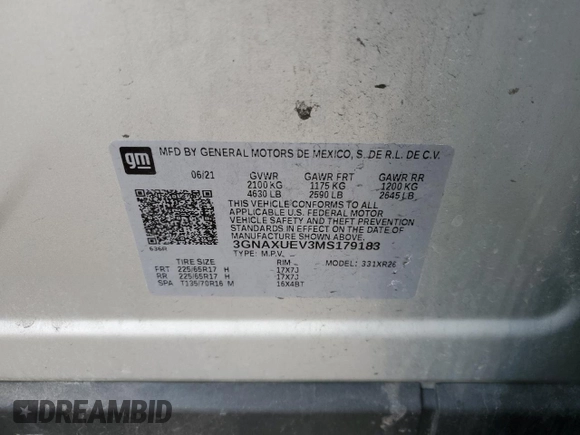 gm
MFD BY GENERAL MOTORS DE MEXICO, S. DE R.L. DE C.V.
06/21 GVWR GAWR FRT GAWR RR
2100 KG 1175 KG 1200 KG
4630 LB 2590 LB 2645 LB
THIS VEHICLE CONFORMS TO ALL
APPLICABLE U.S. FEDERAL MOTOR
VEHICLE SAFETY AND THEFT PREVENTION
STANDARDS IN EFFECT ON THE DATE OF
MANUFACTURE SHOWN ABOVE.
3GNAXUEV3MS179183
TYPE: M.P.V.
TIRE SIZE RIM MODEL: 331XR26
FRT 225/65R17 H 17X7J
RR 225/65R17 H 17X7J
SPA T135/70R16 M 16X4BT
DREAMBID